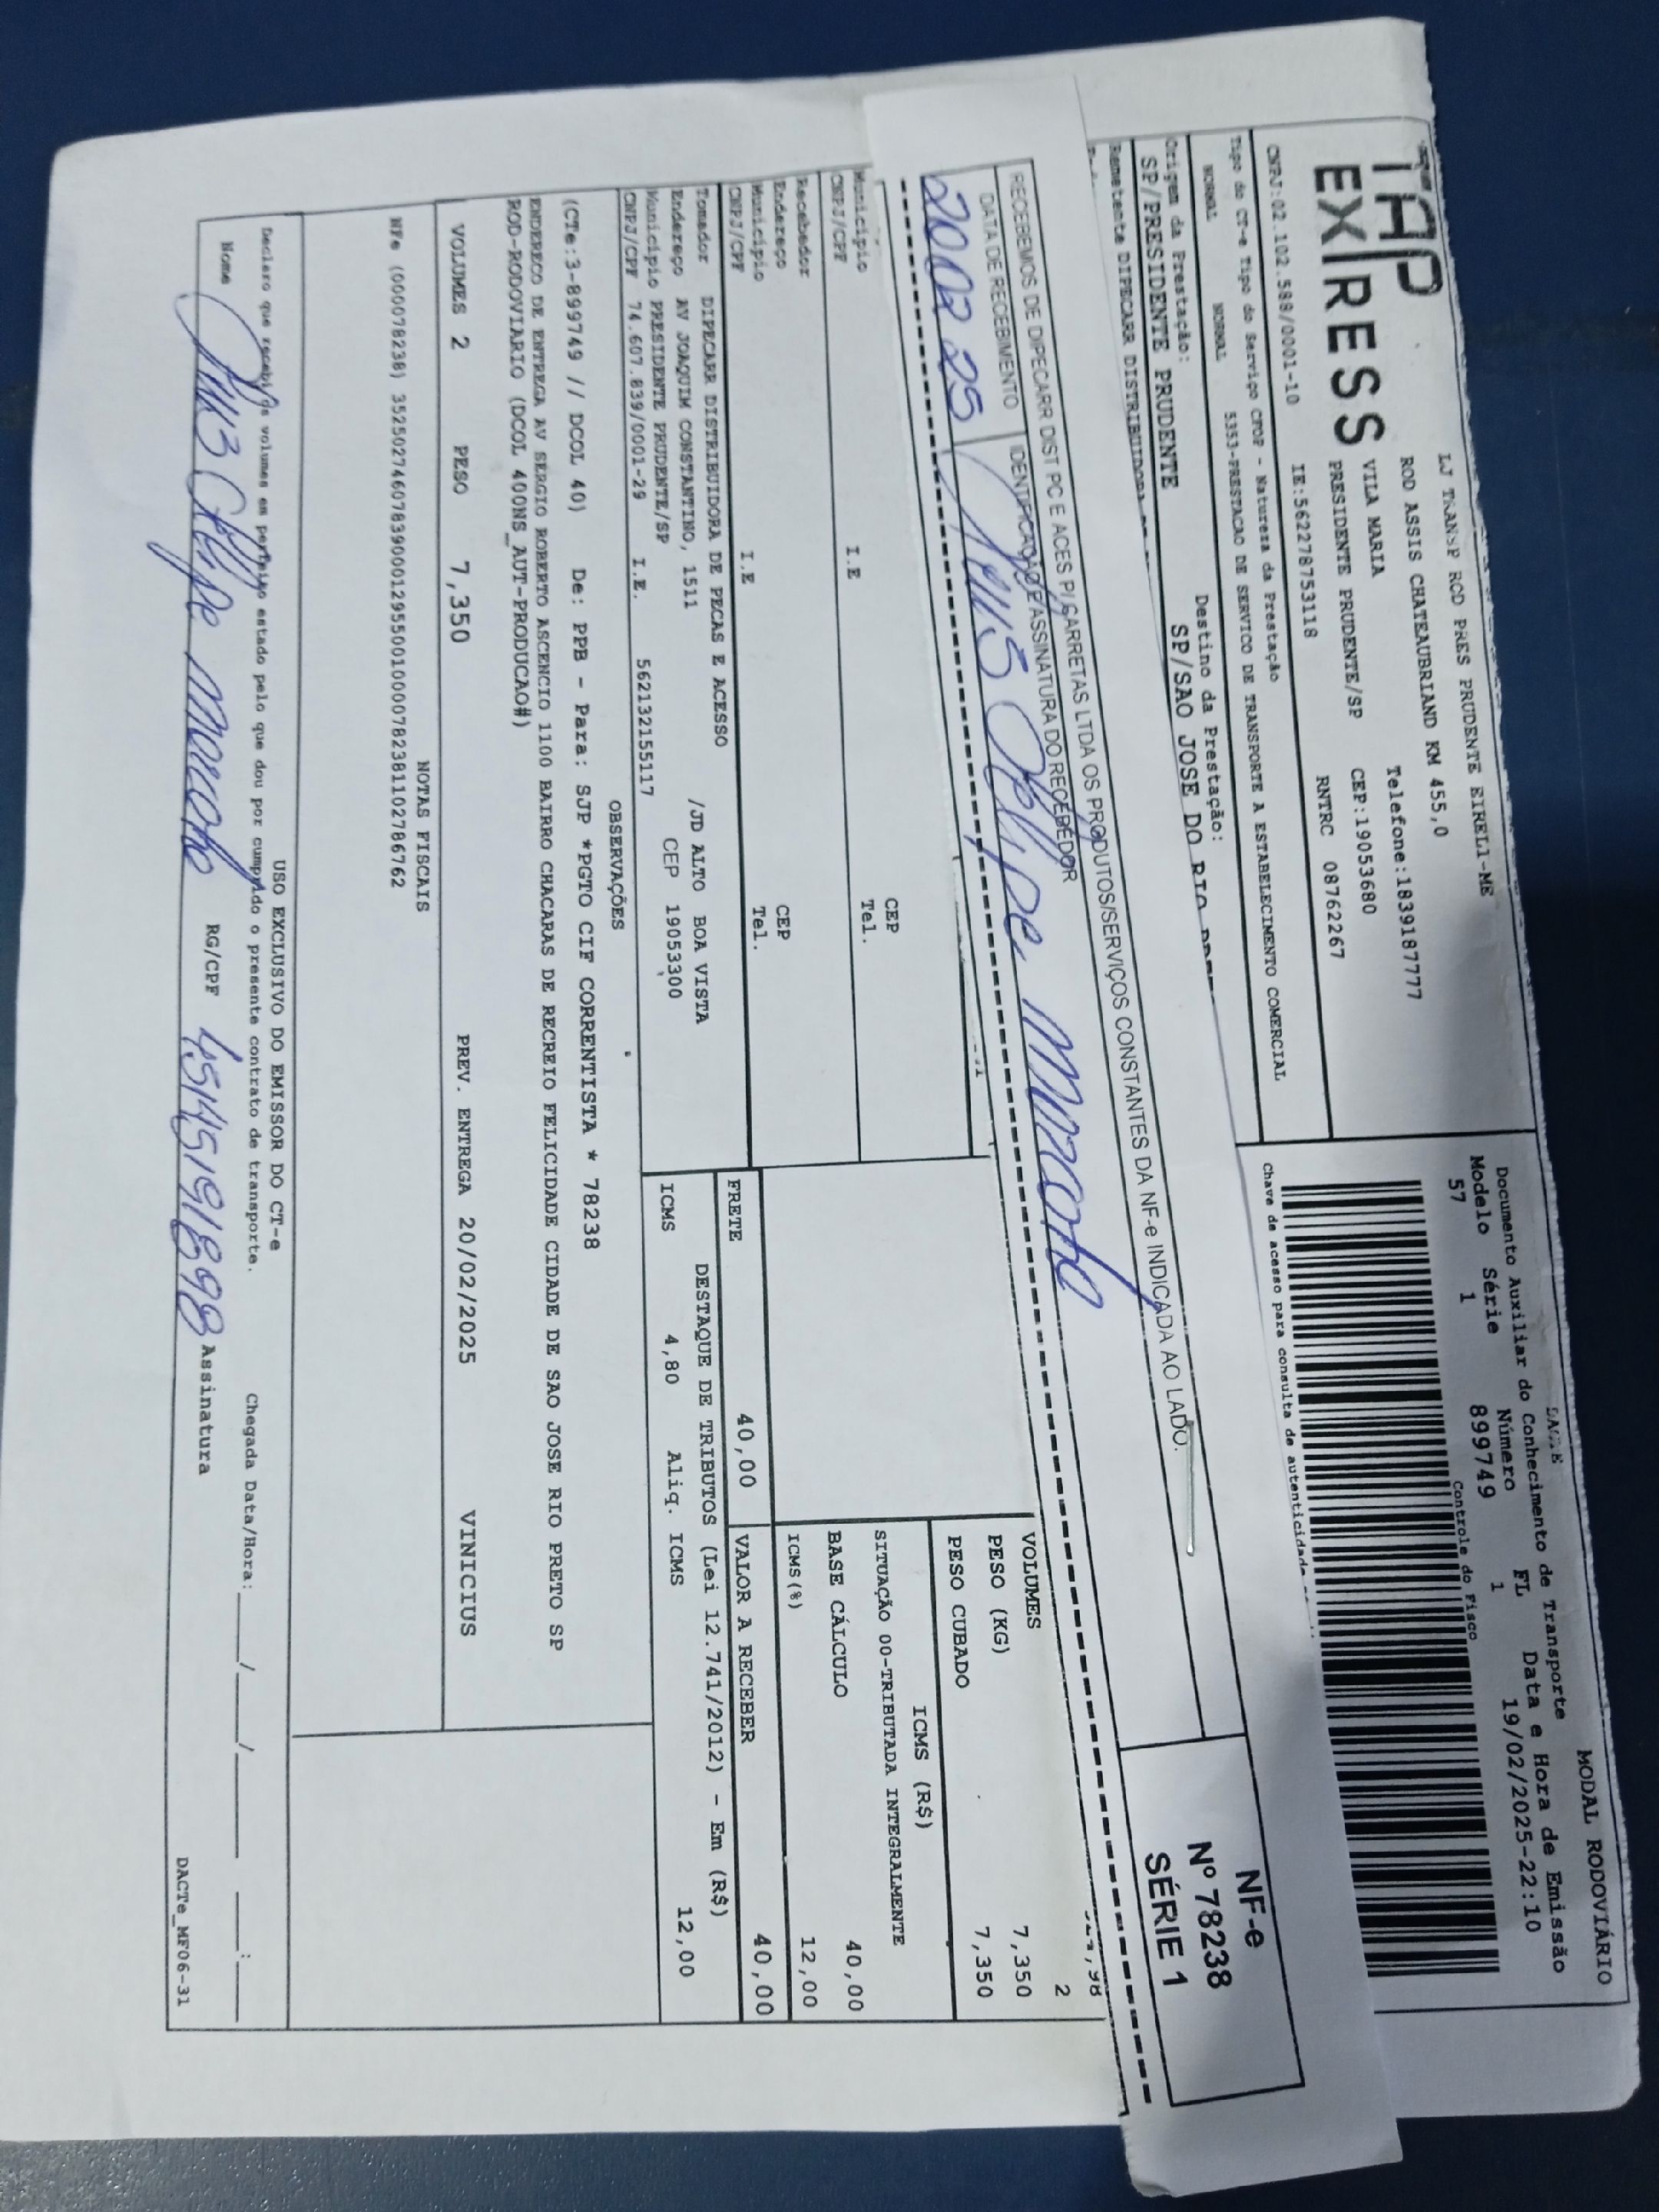 TAP
EXPRESS
LJ TRANSP ROD PRES PRUDENTE EIRELI-ME
ROD ASSIS CHATEAUBRIAND KM 455,0
VILA MARIA Telefone:1839187777
PRESIDENTE PRUDENTE/SP CEP:19053680
CNPJ:02.102.588/0001-10 IE:562278753118 RNTRC 08762267
Tipo do CT-e Tipo do Serviço CFOP - Natureza da Prestação
NORMAL NORMAL 5353-PRESTACAO DE SERVICO DE TRANSPORTE A ESTABELECIMENTO COMERCIAL
Origem da Prestação: Destino da Prestação:
SP/PRESIDENTE PRUDENTE SP/SAO JOSE DO RIO
Remetente DIPECARR DISTRIBUIDORA
MODAL RODOVIÁRIO
DACTE
Documento Auxiliar do Conhecimento de Transporte
Modelo Série Número FL Data e Hora de Emissão
57 1 899749 1 19/02/2025-22:10
Controle do Fisco
Chave de acesso para consulta de autenticidade
RECEBEMOS DE DIPECARR DIST PC E ACES P/ CARRETAS LTDA OS PRODUTOS/SERVIÇOS CONSTANTES DA NF-e INDICADA AO LADO.
DATA DE RECEBIMENTO IDENTIFICAÇÃO E ASSINATURA DO RECEBEDOR
20 02 25
NF-e
Nº 78238
SÉRIE 1
Município CEP
CNPJ/CPF I.E Tel.
Recebedor
Endereço
Município CEP
CNPJ/CPF I.E Tel.
Tomador DIPECARR DISTRIBUIDORA DE PECAS E ACESSO
Endereço AV JOAQUIM CONSTANTINO, 1511 /JD ALTO BOA VISTA
Município PRESIDENTE PRUDENTE/SP CEP 19053300
CNPJ/CPF 74.607.839/0001-29 I.E. 562132155117
VOLUMES 2
PESO (KG) 7,350
PESO CUBADO 7,350
ICMS (R$)
SITUAÇÃO 00-TRIBUTADA INTEGRALMENTE
BASE CÁLCULO 40,00
ICMS(%) 12,00
FRETE 40,00 VALOR A RECEBER 40,00
DESTAQUE DE TRIBUTOS (Lei 12.741/2012) - Em (R$)
ICMS 4,80 Aliq. ICMS 12,00
OBSERVAÇÕES
(CTe:3-899749 // DCOL 40) De: PPB - Para: SJP *PGTO CIF CORRENTISTA * 78238
ENDERECO DE ENTREGA AV SERGIO ROBERTO ASCENCIO 1100 BAIRRO CHACARAS DE RECREIO FELICIDADE CIDADE DE SAO JOSE RIO PRETO SP
ROD-RODOVIARIO (DCOL 400NS_AUT-PRODUCAO#)
VOLUMES 2 PESO 7,350 PREV. ENTREGA 20/02/2025 VINICIUS
NOTAS FISCAIS
NFe (000078238) 35250274607839000129550010000782381102786762
USO EXCLUSIVO DO EMISSOR DO CT-e
Declaro que recebi os volumes em perfeito estado pelo que dou por cumprido o presente contrato de transporte. Chegada Data/Hora: ____/____/______ ____:____
Nome RG/CPF Assinatura
DACTe_MF06-31